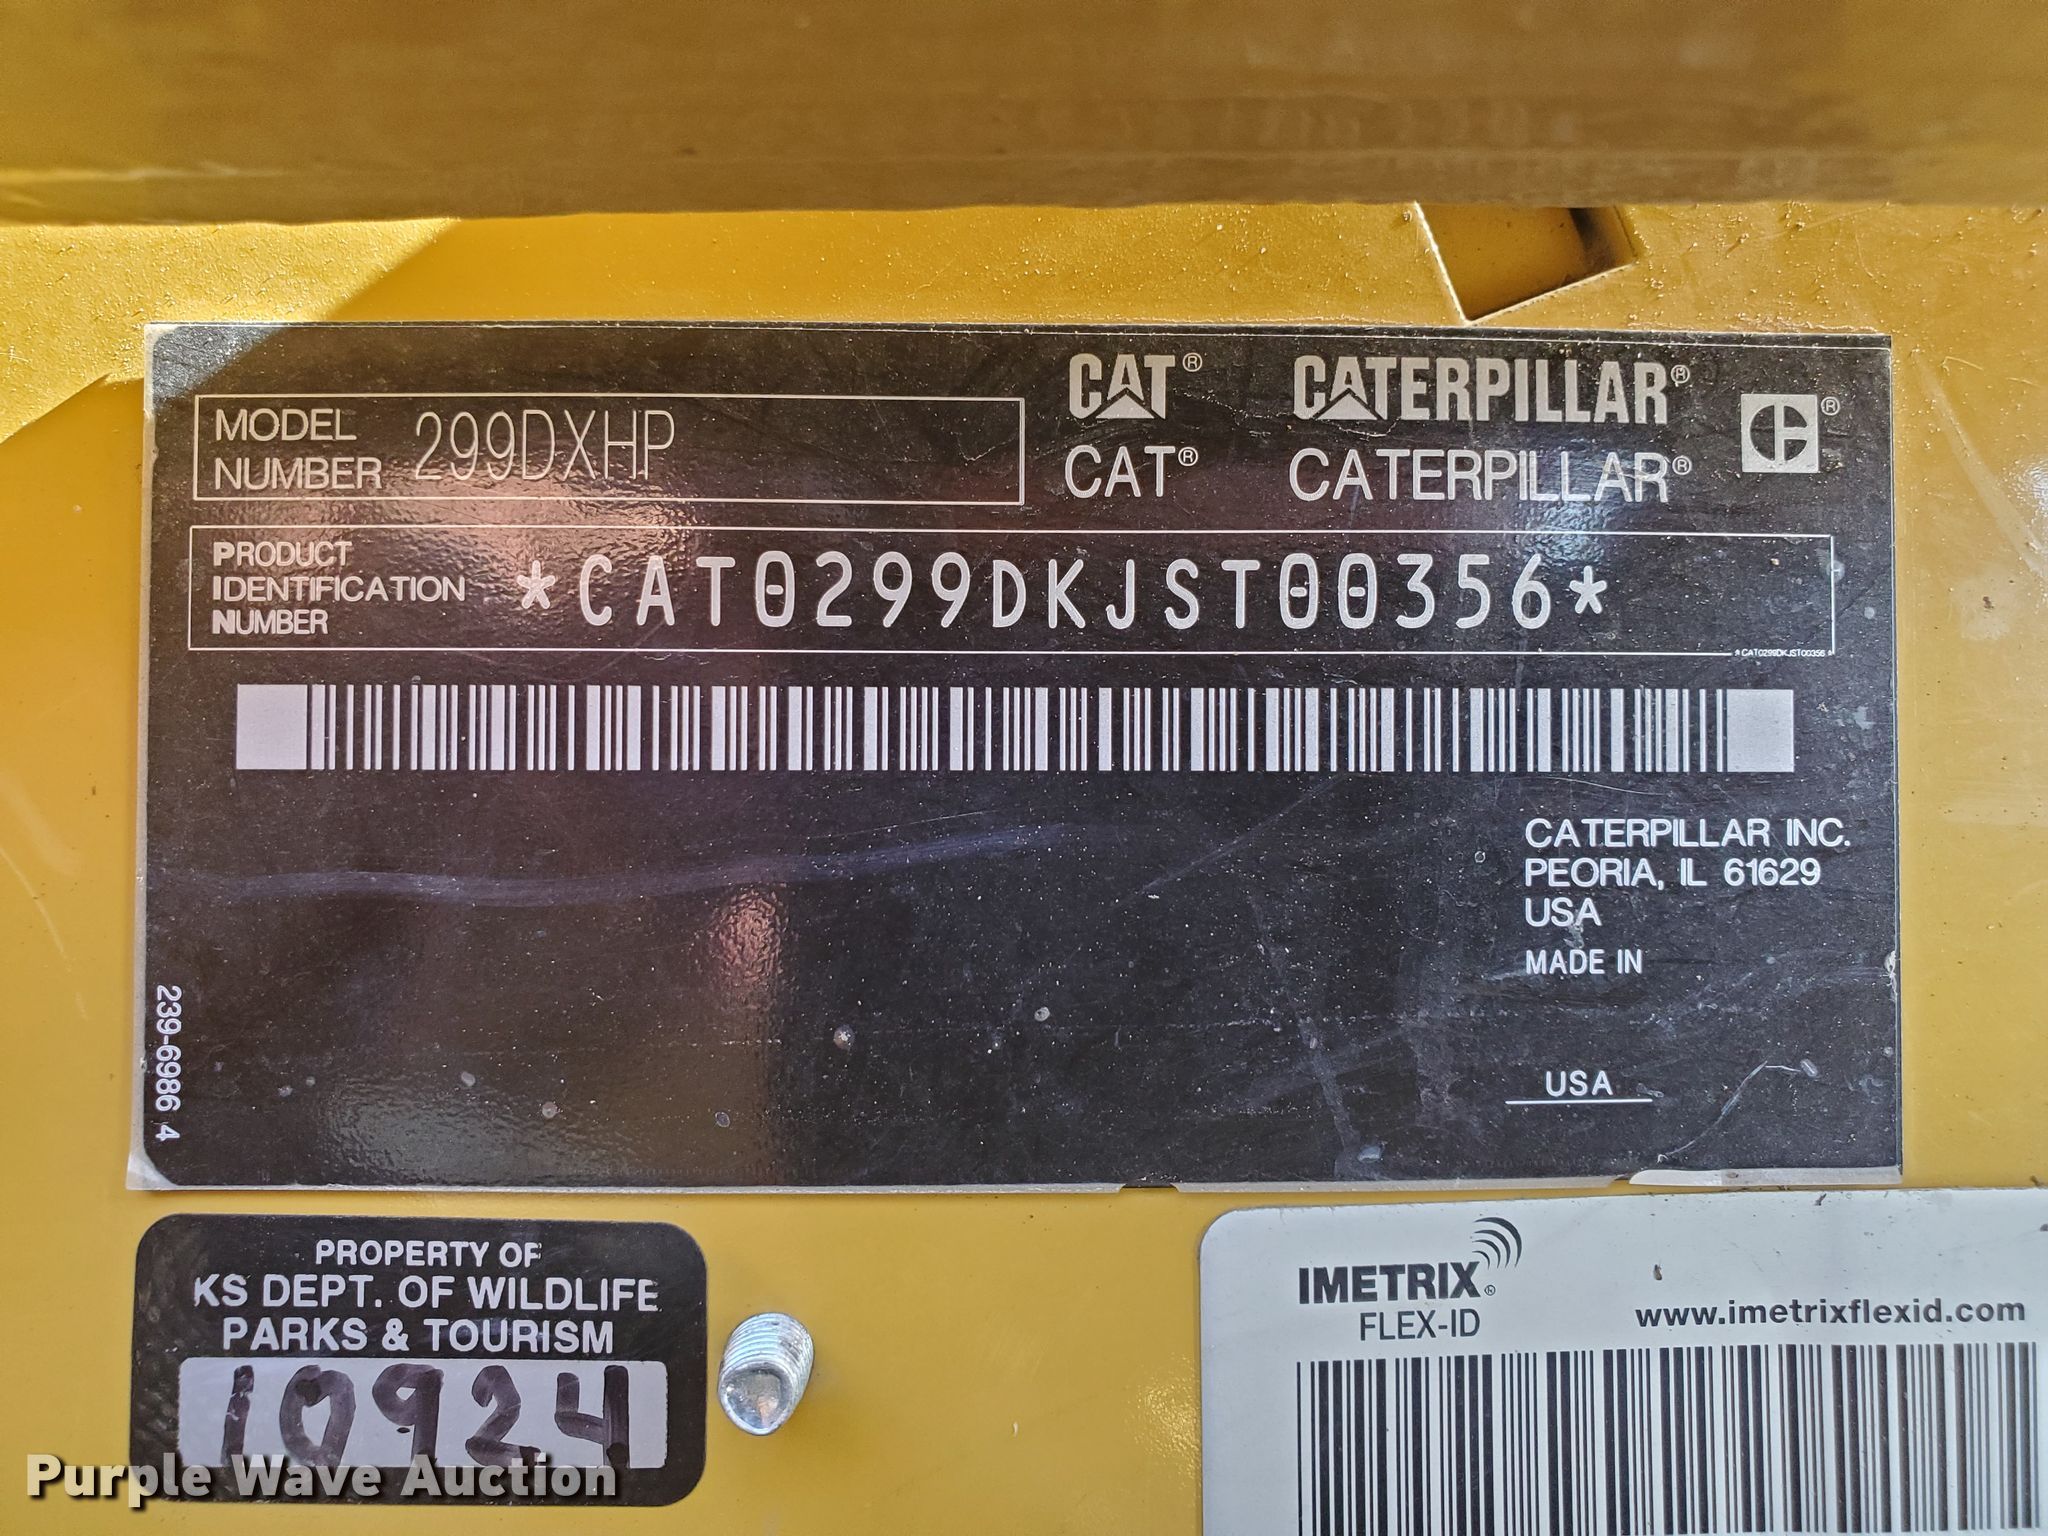 MODEL
NUMBER 299DXHP
CAT® CATERPILLAR® ®
CAT® CATERPILLAR®
PRODUCT
IDENTIFICATION
NUMBER
*CAT0299DKJST00356*
*CAT0299DKJST00356*
CATERPILLAR INC.
PEORIA, IL 61629
USA
MADE IN
USA
239-6986 4
PROPERTY OF
KS DEPT. OF WILDLIFE
PARKS & TOURISM
10924
IMETRIX®
FLEX-ID
www.imetrixflexid.com
Purple Wave Auction